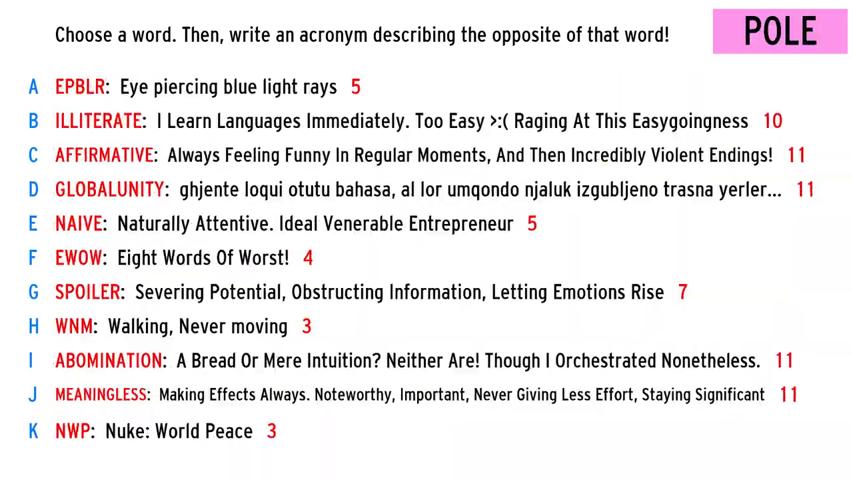 Choose a word. Then, write an acronym describing the opposite of that word!
POLE
A EPBLR: Eye piercing blue light rays 5
B ILLITERATE: I Learn Languages Immediately. Too Easy >:( Raging At This Easygoingness 10
C AFFIRMATIVE: Always Feeling Funny In Regular Moments, And Then Incredibly Violent Endings! 11
D GLOBALUNITY: ghjente loqui otutu bahasa, al lor umqondo njaluk izgubljeno trasna yerler... 11
E NAIVE: Naturally Attentive. Ideal Venerable Entrepreneur 5
F EWOW: Eight Words Of Worst! 4
G SPOILER: Severing Potential, Obstructing Information, Letting Emotions Rise 7
H WNM: Walking, Never moving 3
I ABOMINATION: A Bread Or Mere Intuition? Neither Are! Though I Orchestrated Nonetheless. 11
J MEANINGLESS: Making Effects Always. Noteworthy, Important, Never Giving Less Effort, Staying Significant 11
K NWP: Nuke: World Peace 3